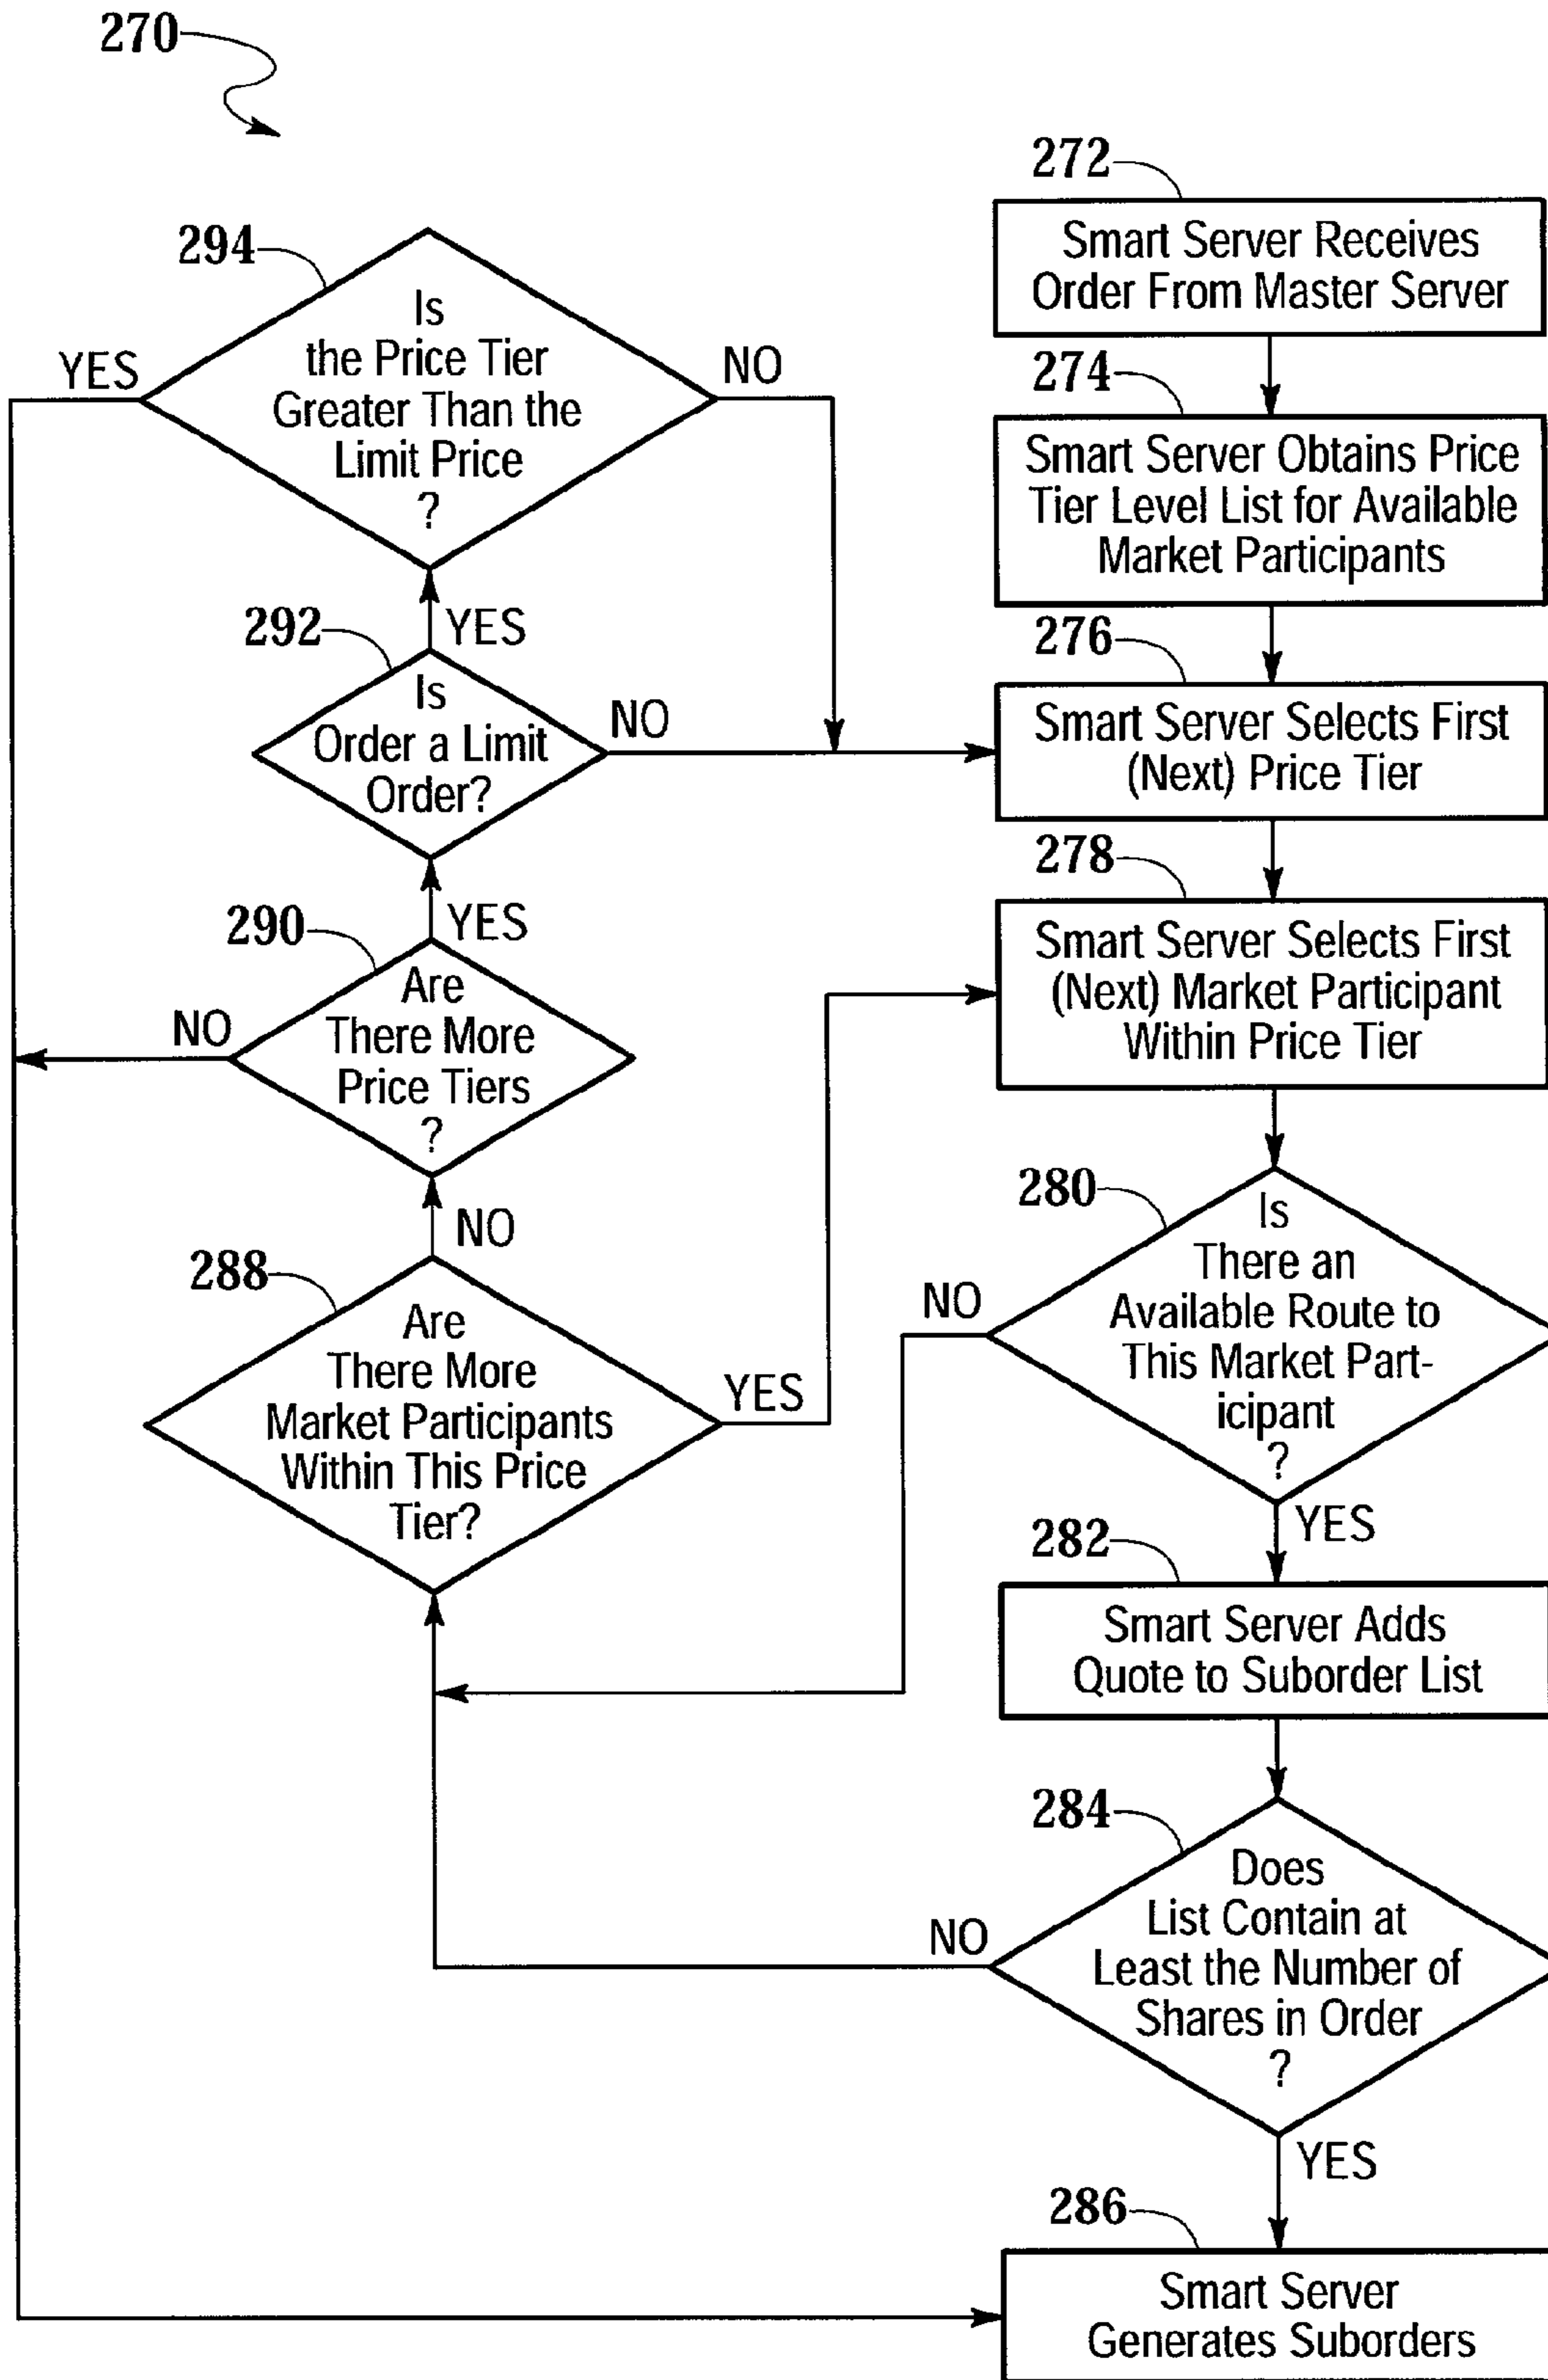 270
272
Smart Server Receives
Order From Master Server
274
Smart Server Obtains Price
Tier Level List for Available
Market Participants
276
Smart Server Selects First
(Next) Price Tier
278
Smart Server Selects First
(Next) Market Participant
Within Price Tier
280
Is
There an
Available Route to
This Market Part-
icipant
?
NO
YES
282
Smart Server Adds
Quote to Suborder List
284
Does
List Contain at
Least the Number of
Shares in Order
?
NO
YES
286
Smart Server
Generates Suborders
288
Are
There More
Market Participants
Within This Price
Tier?
YES
NO
290
Are
There More
Price Tiers
?
NO
YES
292
Is
Order a Limit
Order?
NO
YES
294
Is
the Price Tier
Greater Than the
Limit Price
?
YES
NO